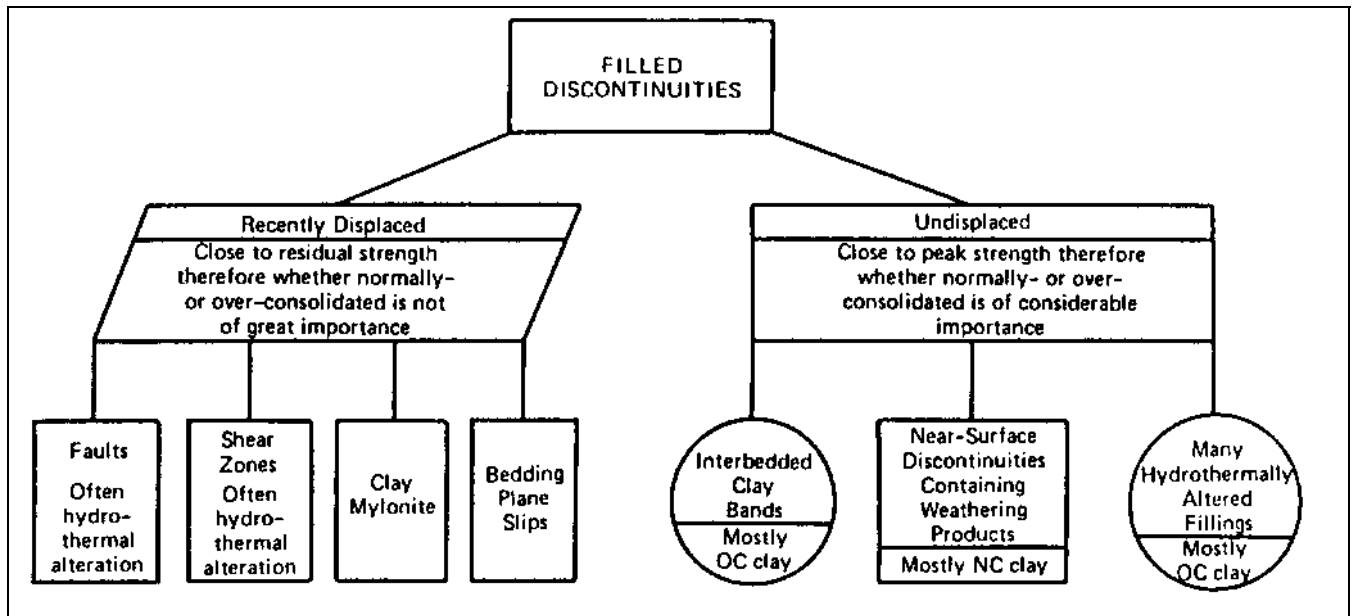 FILLED
DISCONTINUITIES
Recently Displaced
Close to residual strength
therefore whether normally-
or over-consolidated is not
of great importance
Undisplaced
Close to peak strength therefore
whether normally- or over-
consolidated is of considerable
importance
Faults
Often
hydro-
thermal
alteration
Shear
Zones
Often
hydro-
thermal
alteration
Clay
Mylonite
Bedding
Plane
Slips
Interbedded
Clay
Bands
Mostly
OC clay
Near-Surface
Discontinuities
Containing
Weathering
Products
Mostly NC clay
Many
Hydrothermally
Altered
Fillings
Mostly
OC clay